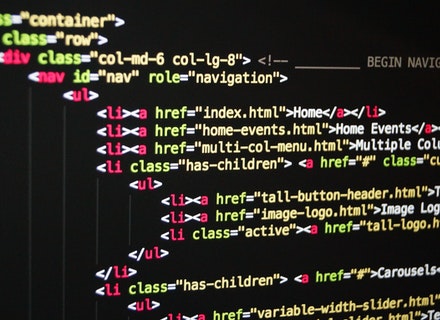 ss="container">
class="row">
<div class="col-md-6 col-lg-8"> <!-- __________ BEGIN NAVIG
<nav id="nav" role="navigation">
<ul>
<li><a href="index.html">Home</a></li>
<li><a href="home-events.html">Home Events</a>
<li><a href="multi-col-menu.html">Multiple Colu
<li class="has-children"> <a href="#" class="cu
<ul>
<li><a href="tall-button-header.html">T
<li><a href="image-logo.html">Image Log
<li class="active"><a href="tall-logo.h
</ul>
</li>
<li class="has-children"> <a href="#">Carousels<
<ul>
href="variable-width-slider.html">